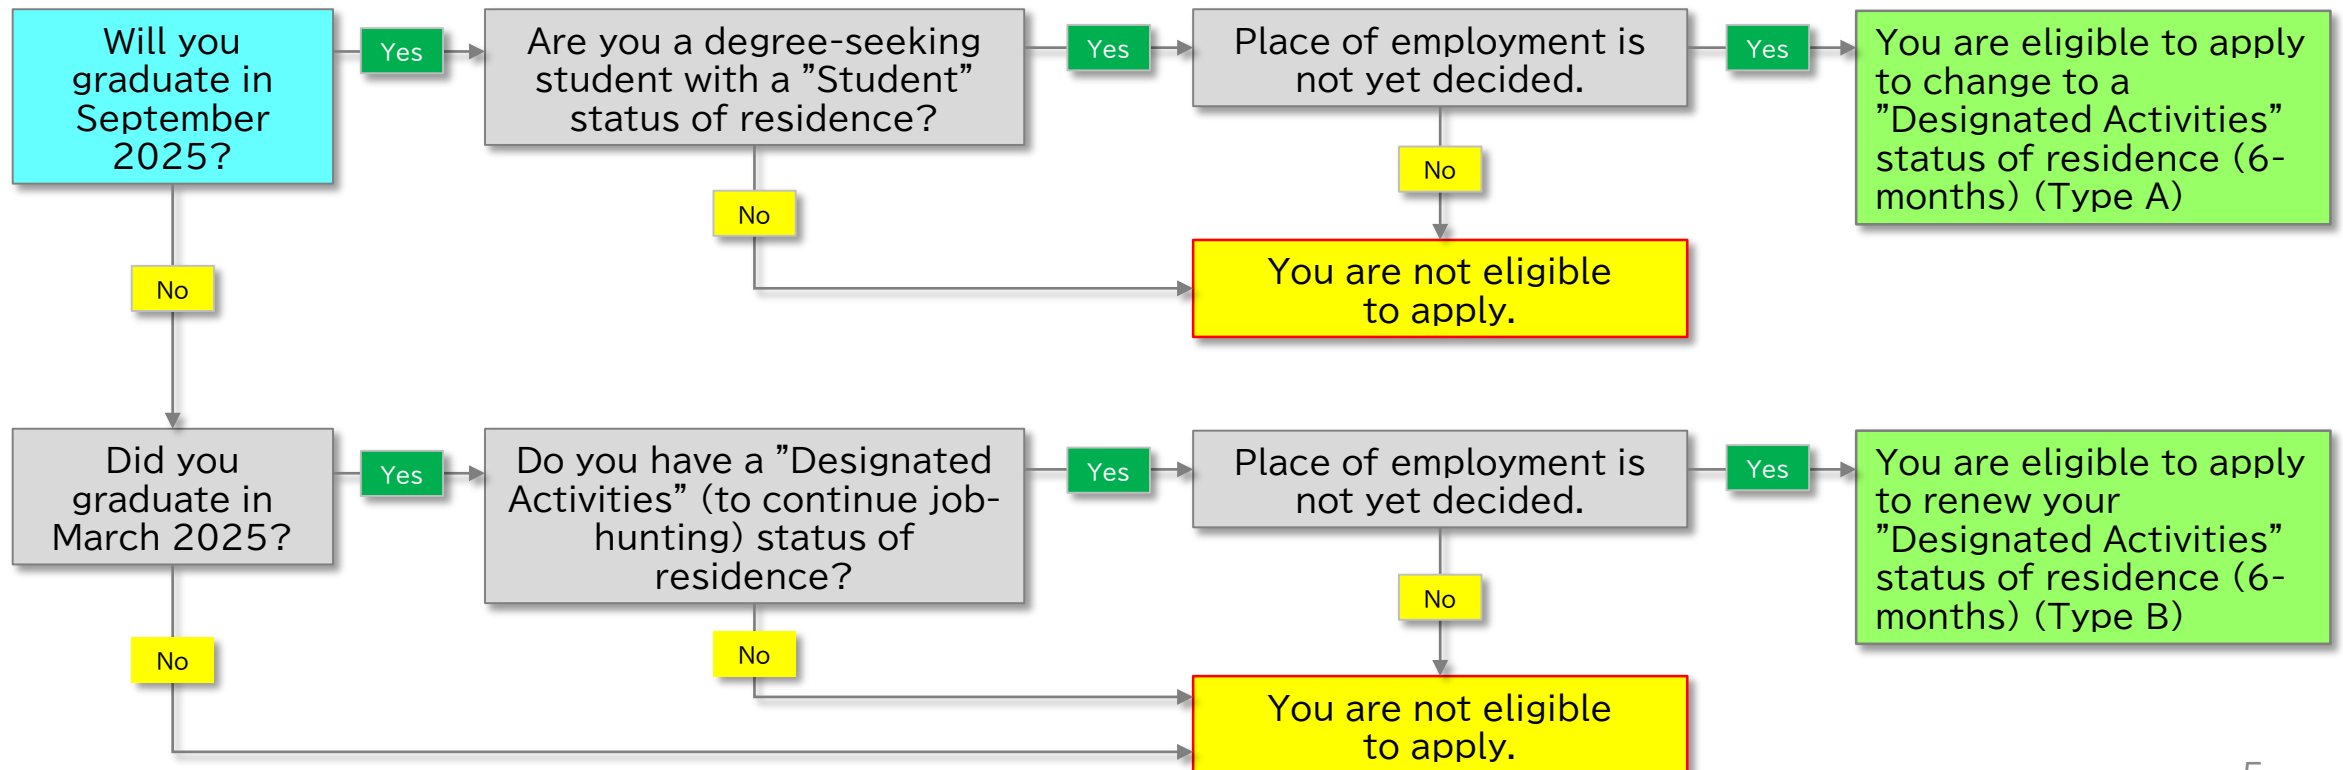 Will you
graduate in
September
2025?
Yes
Are you a degree-seeking
student with a ”Student”
status of residence?
Yes
Place of employment is
not yet decided.
Yes
You are eligible to apply
to change to a
”Designated Activities”
status of residence (6-
months) (Type A)
No
No
No
You are not eligible
to apply.
Did you
graduate in
March 2025?
Yes
Do you have a ”Designated
Activities” (to continue job-
hunting) status of
residence?
Yes
Place of employment is
not yet decided.
Yes
You are eligible to apply
to renew your
”Designated Activities”
status of residence (6-
months) (Type B)
No
No
No
You are not eligible
to apply.